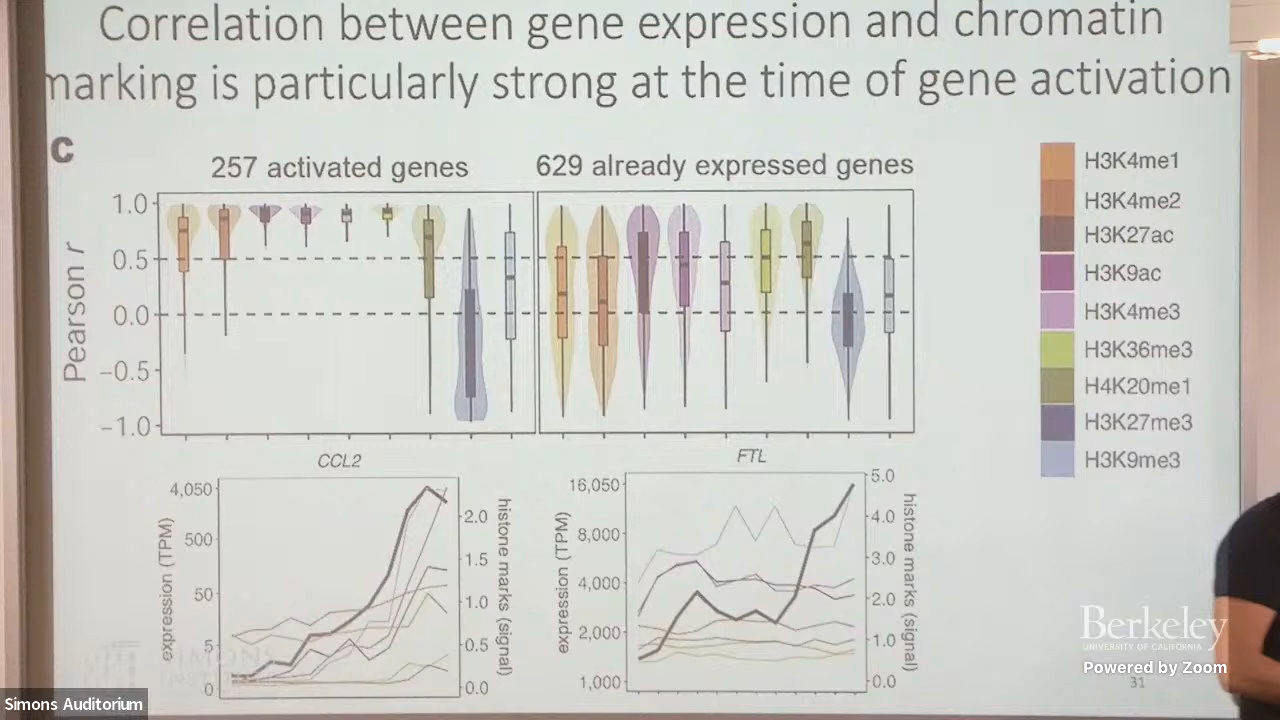 Correlation between gene expression and chromatin
marking is particularly strong at the time of gene activation
c
257 activated genes
629 already expressed genes
Pearson r
1.0
0.5
0.0
−0.5
−1.0
H3K4me1
H3K4me2
H3K27ac
H3K9ac
H3K4me3
H3K36me3
H4K20me1
H3K27me3
H3K9me3
CCL2
expression (TPM)
4,050
500
50
5
0
2.0
1.5
1.0
0.5
0.0
histone marks (signal)
FTL
expression (TPM)
16,050
8,000
4,000
2,000
1,000
5.0
4.0
3.0
2.0
1.0
0.0
histone marks (signal)
Berkeley
UNIVERSITY OF CALIFORNIA
Powered by Zoom
31
SIMONS
Simons Auditorium